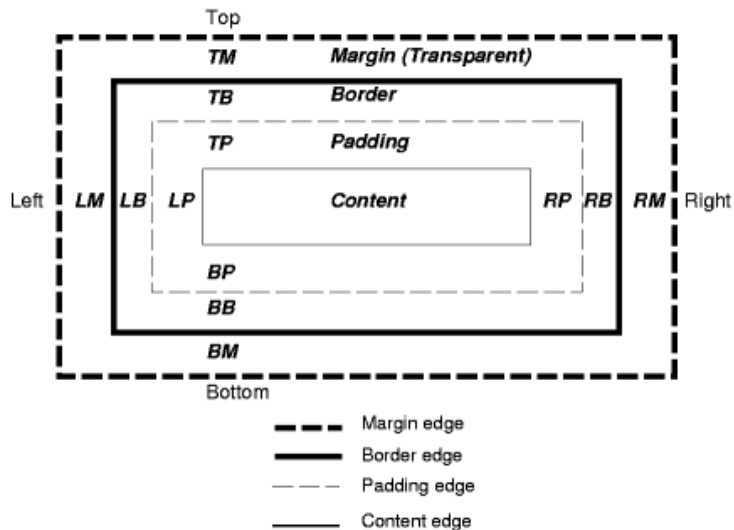 Top
TM Margin (Transparent)
TB Border
TP Padding
Left LM LB LP Content RP RB RM Right
BP
BB
BM
Bottom
Margin edge
Border edge
Padding edge
Content edge